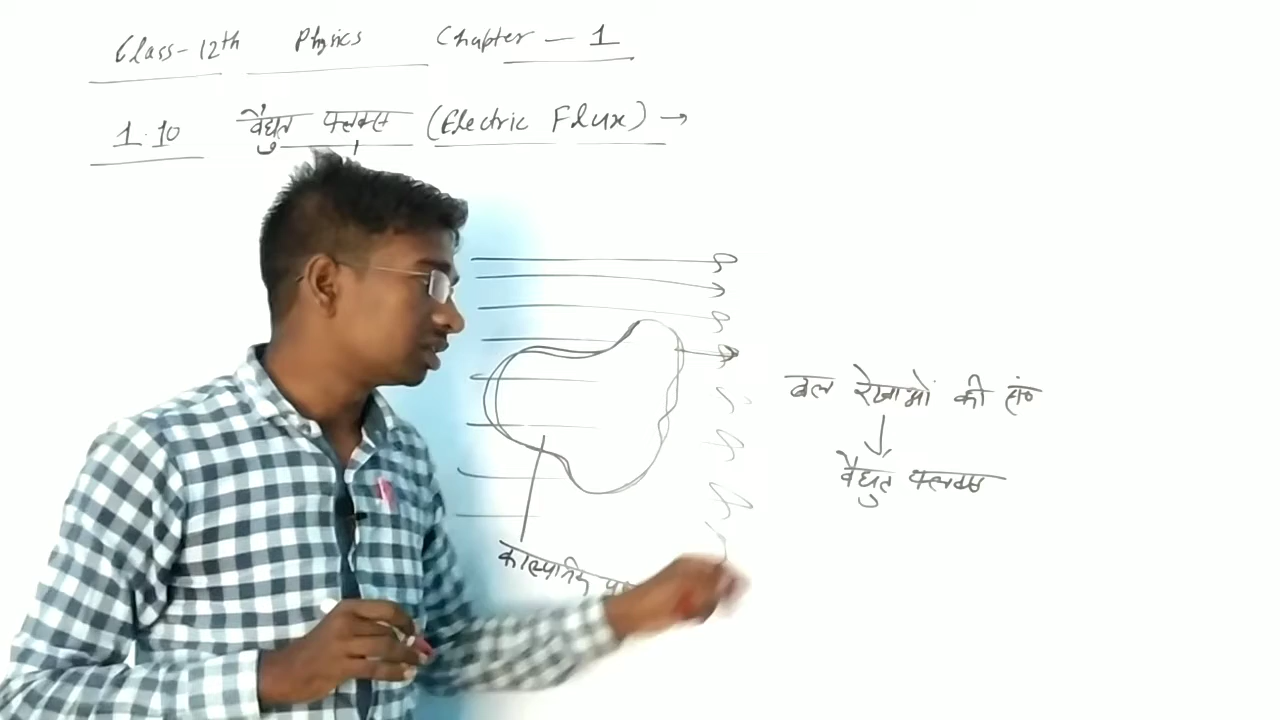 Class-12th Physics Chapter - 1
1.10 वैद्युत फ्लक्स (Electric Flux) →
बल रेखाओं की सं०
वैद्युत फ्लक्स
काल्पनिक